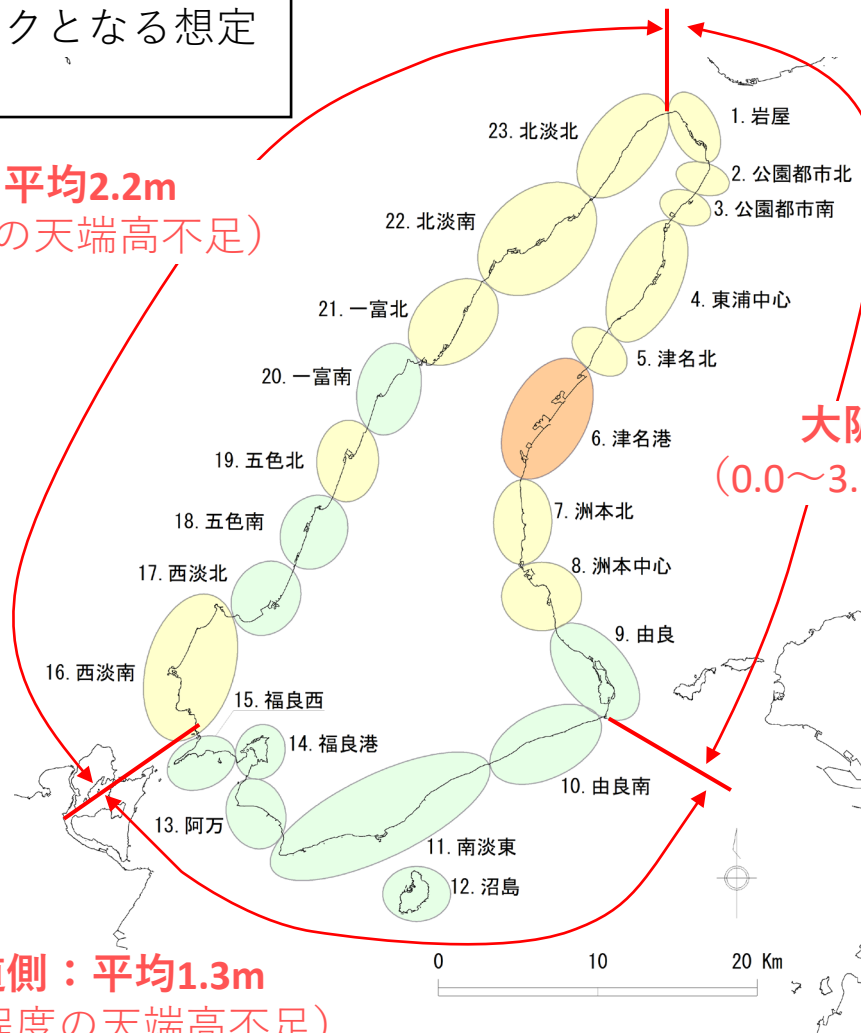 クとなる想定
平均2.2m
の天端高不足）
大阪
（0.0～3.
側：平均1.3m
程度の天端高不足）
1. 岩屋
2. 公園都市北
3. 公園都市南
4. 東浦中心
5. 津名北
6. 津名港
7. 洲本北
8. 洲本中心
9. 由良
10. 由良南
11. 南淡東
12. 沼島
13. 阿万
14. 福良港
15. 福良西
16. 西淡南
17. 西淡北
18. 五色南
19. 五色北
20. 一富南
21. 一富北
22. 北淡南
23. 北淡北
0 10 20 Km